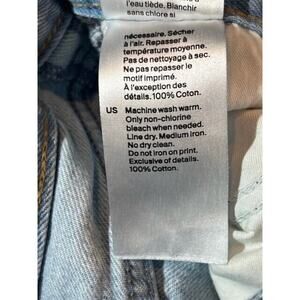 l'eau tiède. Blanchir
sans chlore si
nécessaire. Sécher
à l'air. Repasser à
température moyenne.
Pas de nettoyage à sec.
Ne pas repasser le
motif imprimé.
À l'exception des
détails. 100% Coton.
US Machine wash warm.
Only non-chlorine
bleach when needed.
Line dry. Medium iron.
No dry clean.
Do not iron on print.
Exclusive of details.
100% Cotton.